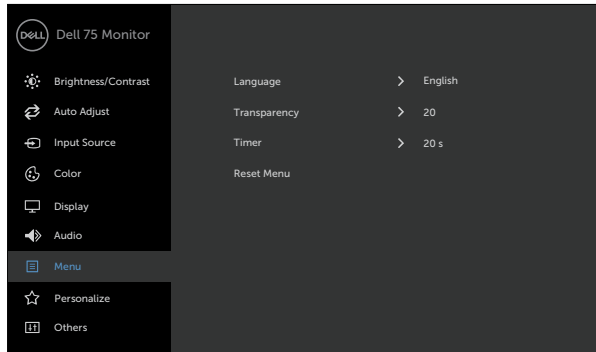 DELL Dell 75 Monitor
Brightness/Contrast
Auto Adjust
Input Source
Color
Display
Audio
Menu
Personalize
Others
Language English
Transparency 20
Timer 20 s
Reset Menu